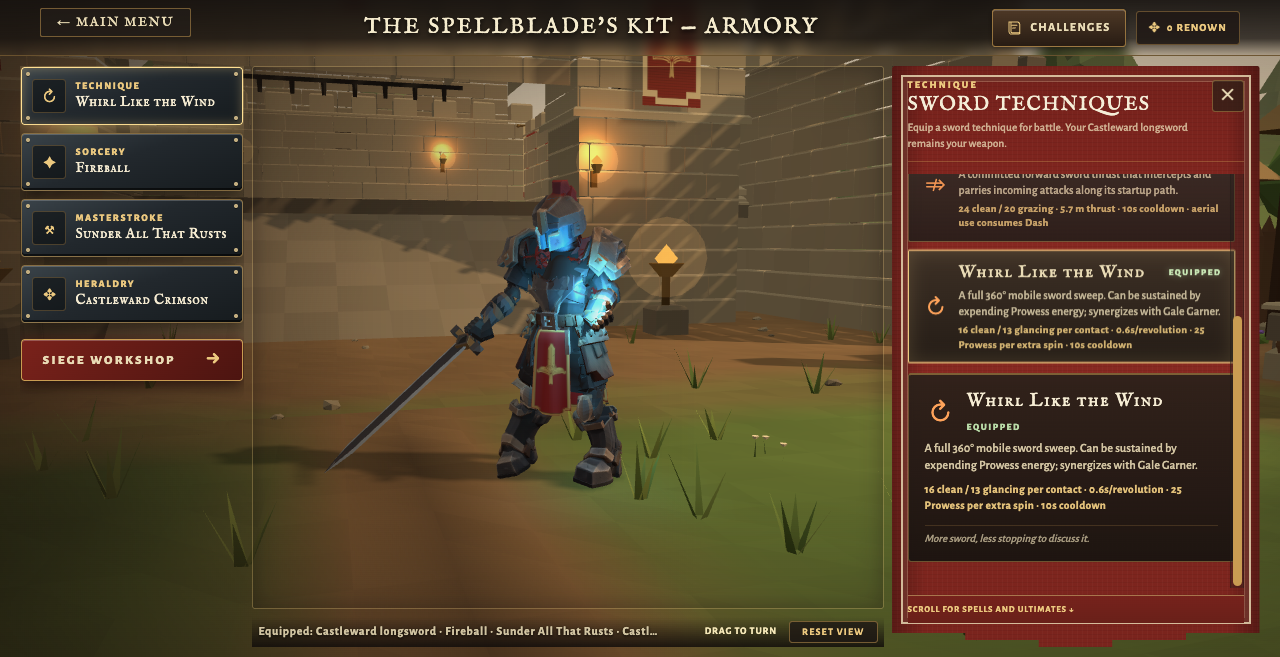 ← MAIN MENU
THE SPELLBLADE'S KIT – ARMORY
CHALLENGES
0 RENOWN
TECHNIQUE
WHIRL LIKE THE WIND
SORCERY
FIREBALL
MASTERSTROKE
SUNDER ALL THAT RUSTS
HERALDRY
CASTLEWARD CRIMSON
SIEGE WORKSHOP →
Equipped: Castleward longsword · Fireball · Sunder All That Rusts · Castl...
DRAG TO TURN
RESET VIEW
TECHNIQUE
SWORD TECHNIQUES
Equip a sword technique for battle. Your Castleward longsword
remains your weapon.
A committed forward sword thrust that intercepts and
parries incoming attacks along its startup path.
24 clean / 20 grazing · 5.7 m thrust · 10s cooldown · aerial
use consumes Dash
WHIRL LIKE THE WIND
EQUIPPED
A full 360° mobile sword sweep. Can be sustained by
expending Prowess energy; synergizes with Gale Garner.
16 clean / 13 glancing per contact · 0.6s/revolution · 25
Prowess per extra spin · 10s cooldown
WHIRL LIKE THE WIND
EQUIPPED
A full 360° mobile sword sweep. Can be sustained by
expending Prowess energy; synergizes with Gale Garner.
16 clean / 13 glancing per contact · 0.6s/revolution · 25
Prowess per extra spin · 10s cooldown
More sword, less stopping to discuss it.
SCROLL FOR SPELLS AND ULTIMATES ↓